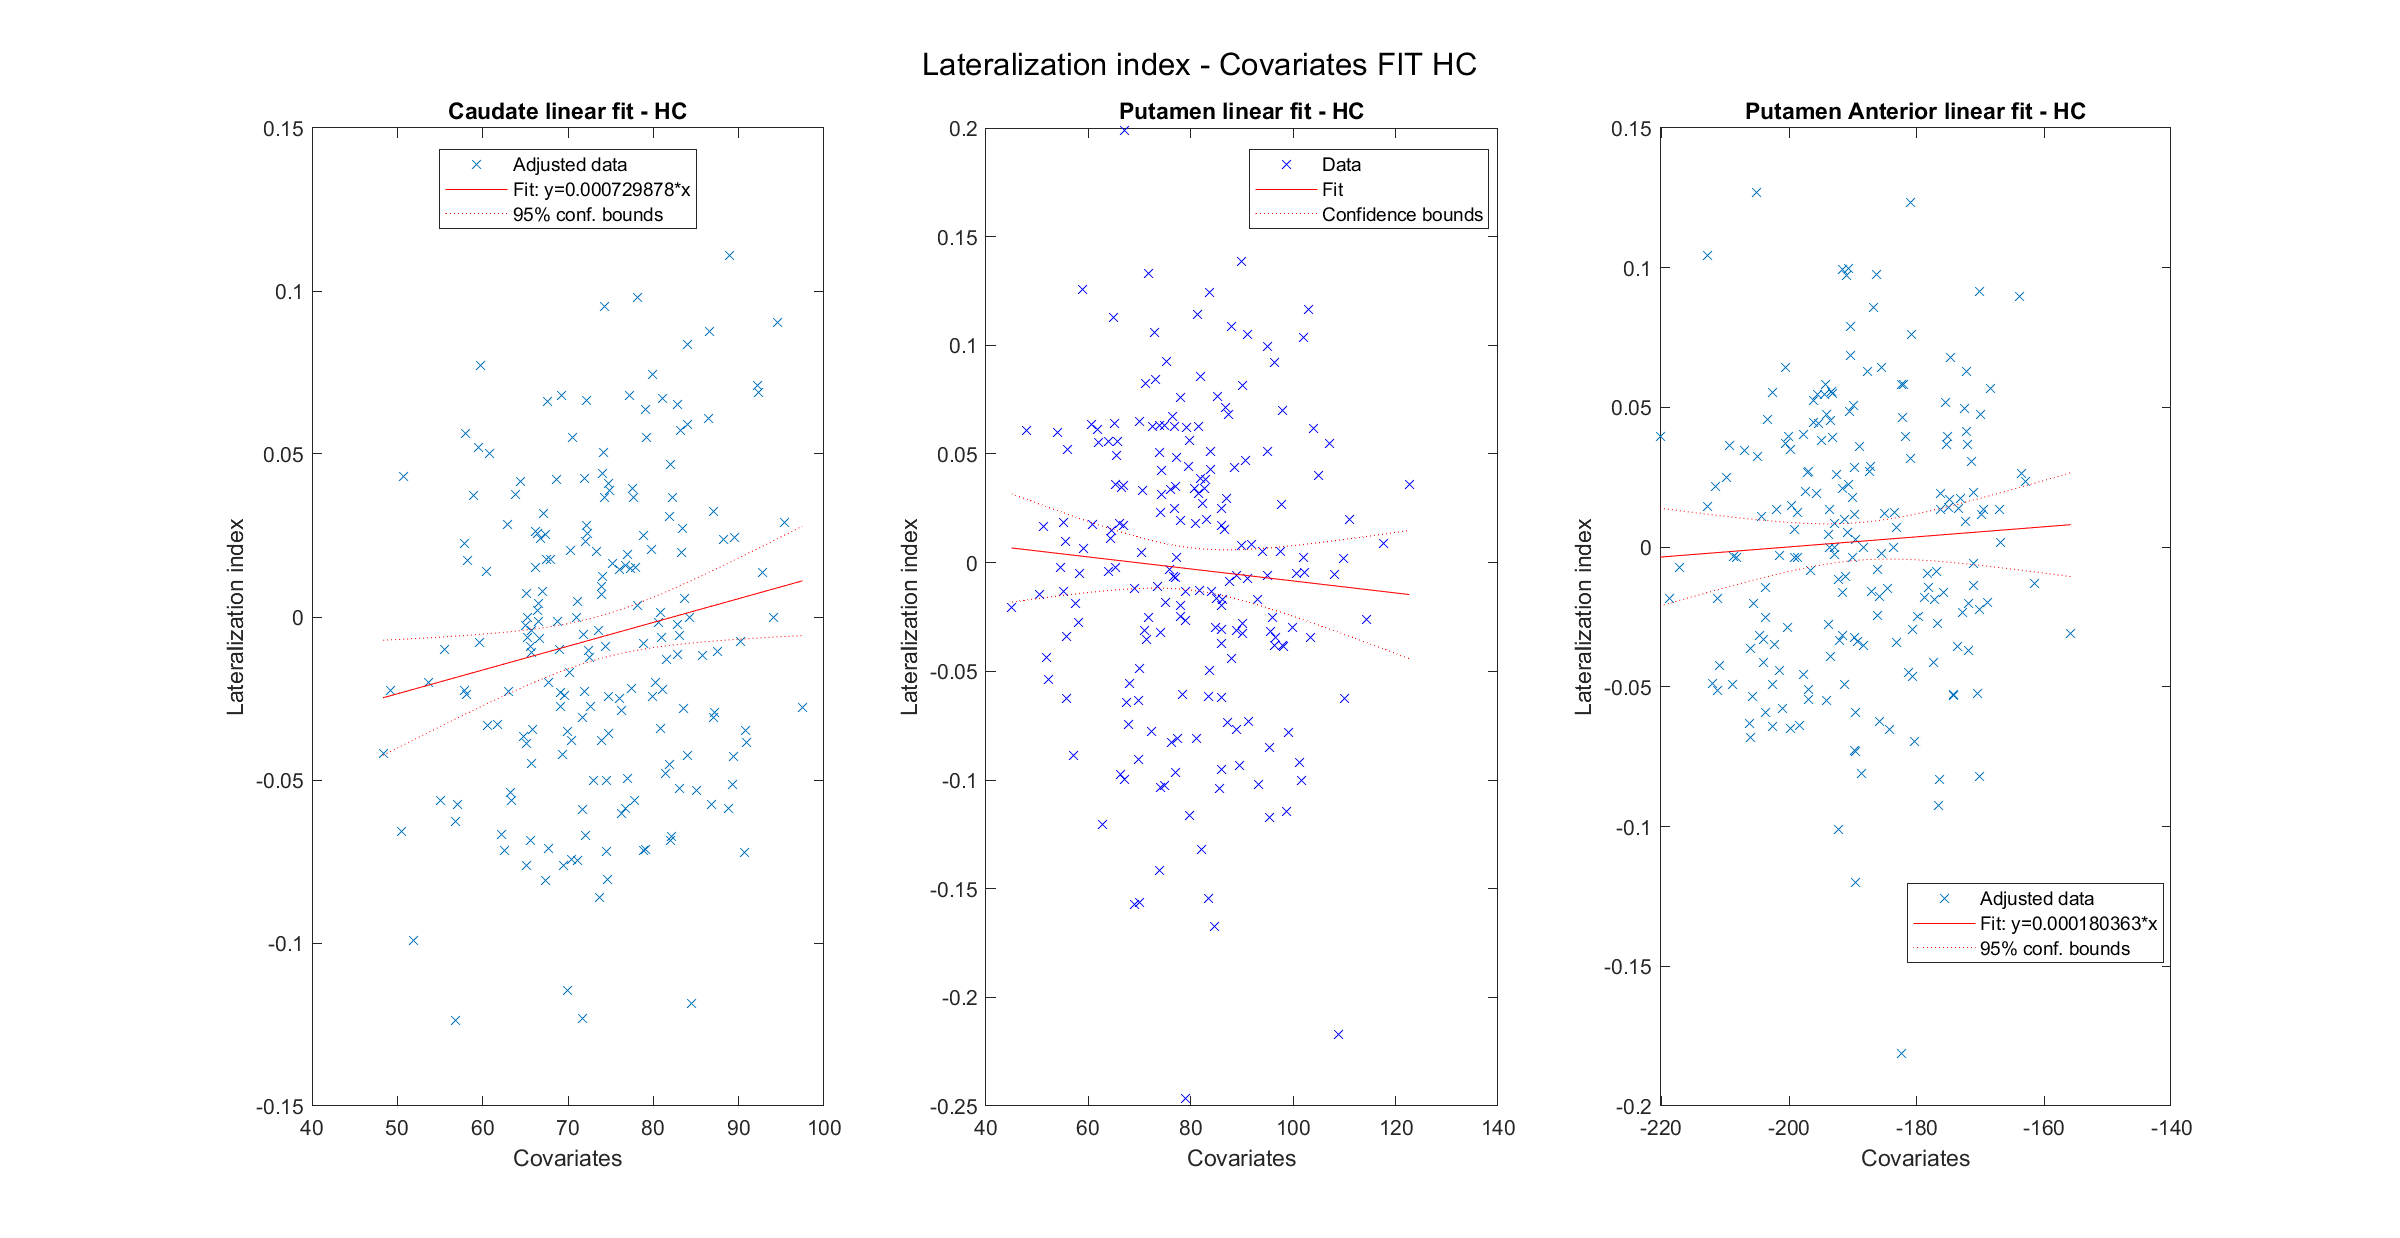 Lateralization index - Covariates FIT HC
Caudate linear fit - HC
0.15
0.1
0.05
0
-0.05
-0.1
-0.15
40 50 60 70 80 90 100
Covariates
Lateralization index
Adjusted data
Fit: y=0.000729878*x
95% conf. bounds
Putamen linear fit - HC
0.2
0.15
0.1
0.05
0
-0.05
-0.1
-0.15
-0.2
-0.25
40 60 80 100 120 140
Covariates
Lateralization index
Data
Fit
Confidence bounds
Putamen Anterior linear fit - HC
0.15
0.1
0.05
0
-0.05
-0.1
-0.15
-0.2
-220 -200 -180 -160 -140
Covariates
Lateralization index
Adjusted data
Fit: y=0.000180363*x
95% conf. bounds